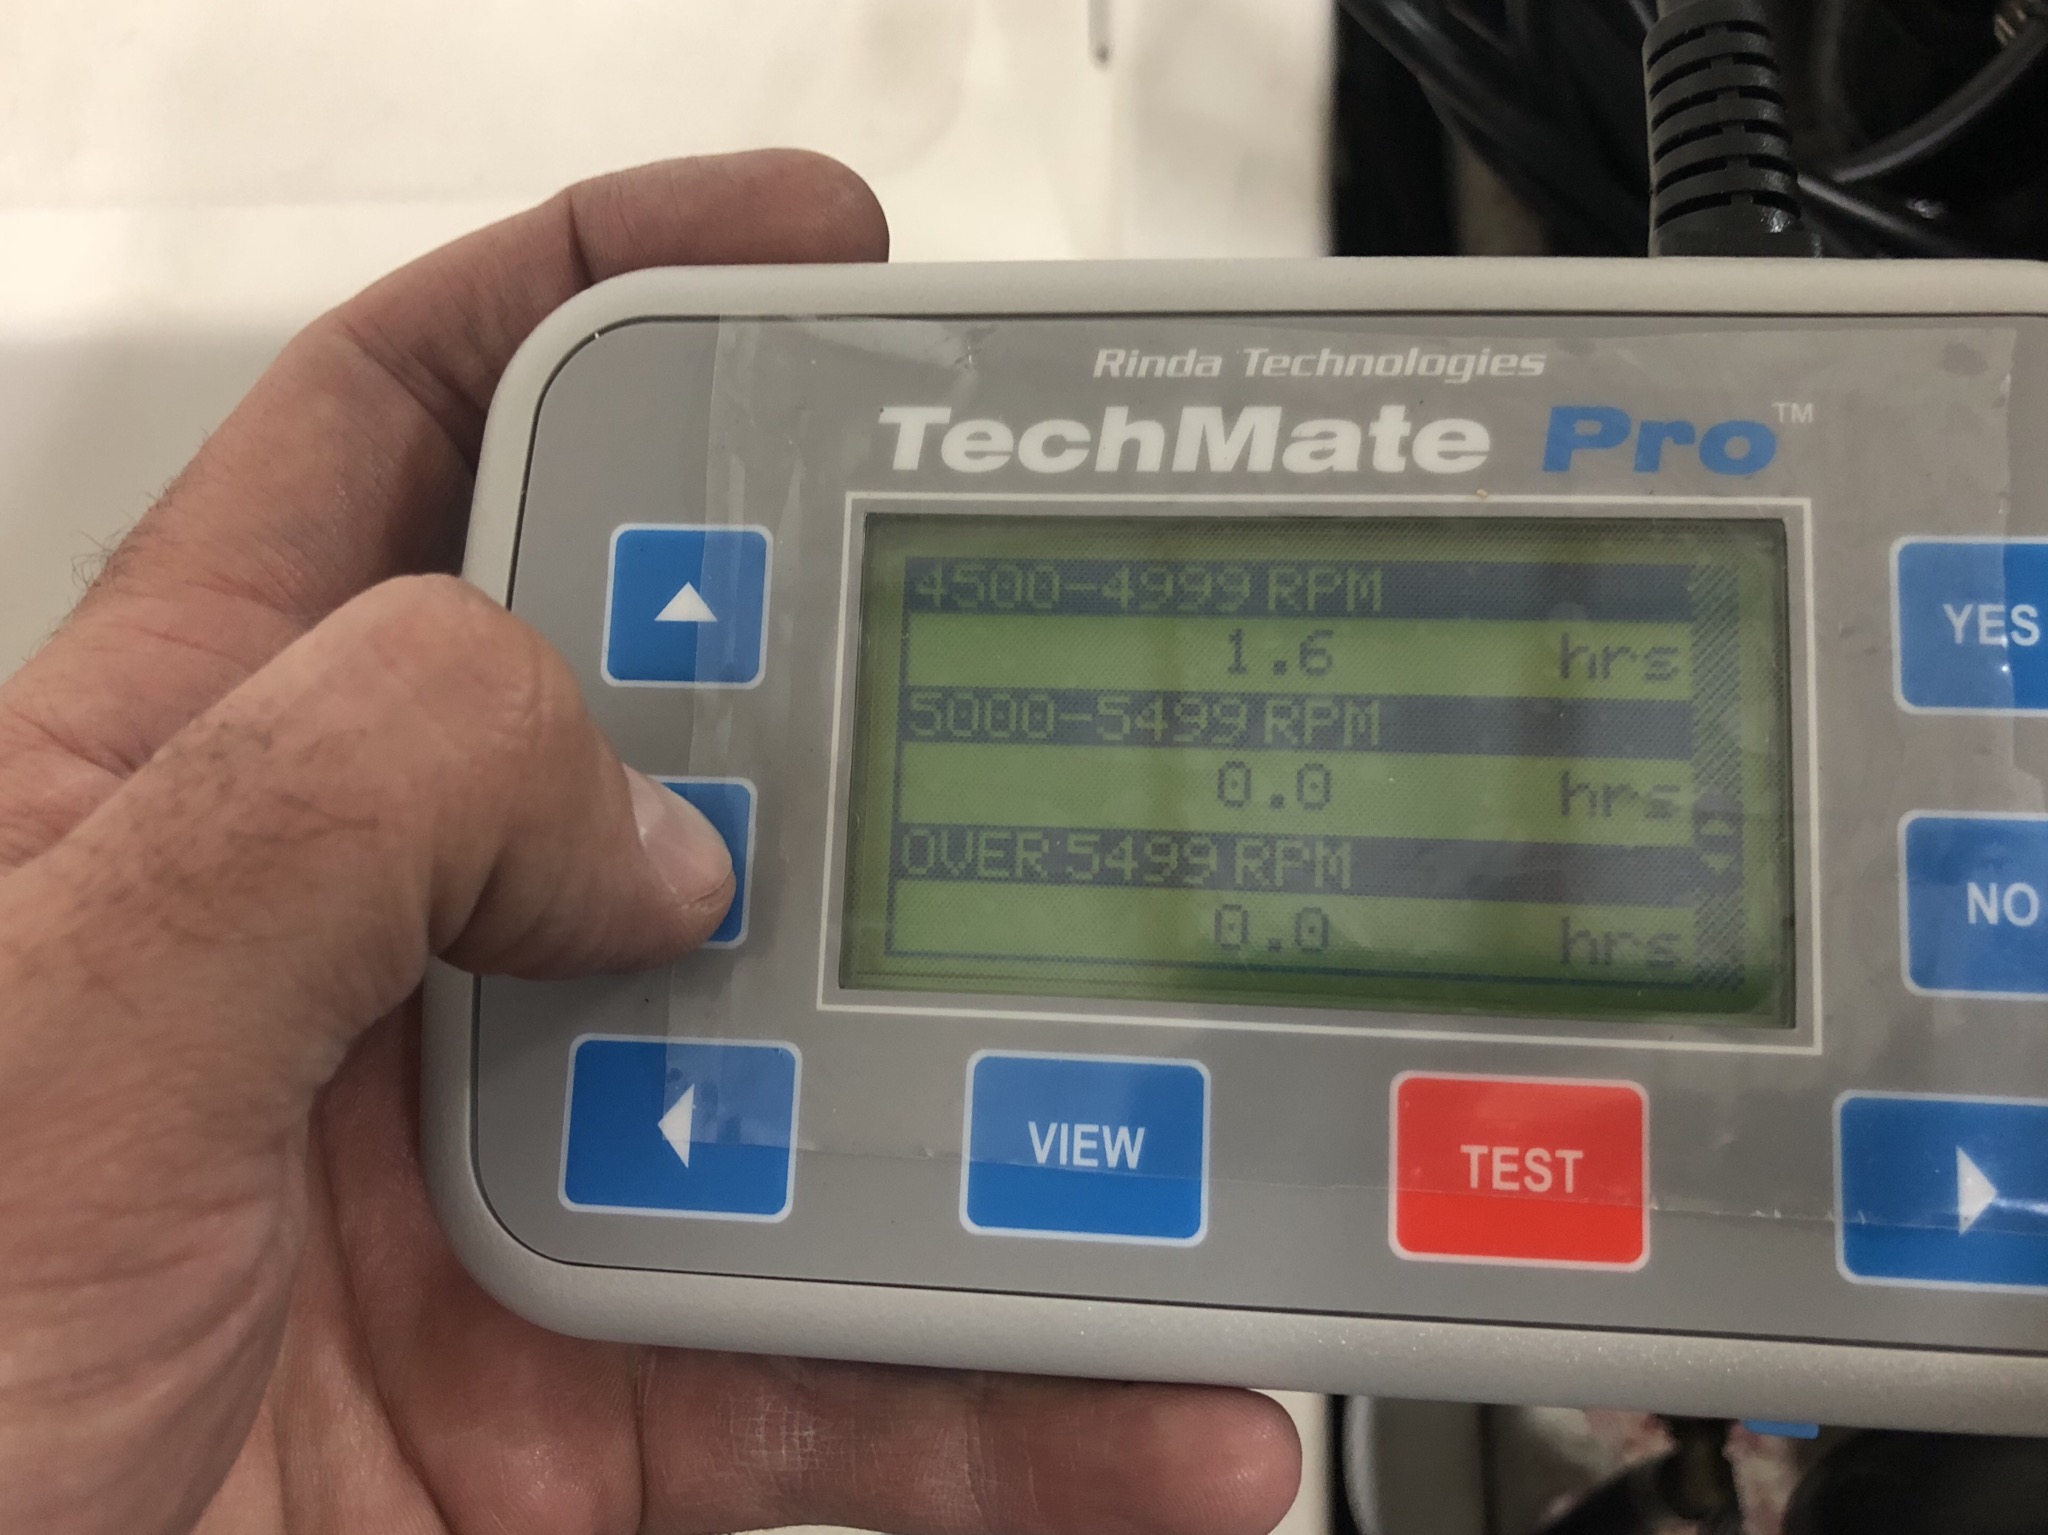 Rinda Technologies
TechMate Pro™
4500-4999 RPM
1.6 hrs
5000-5499 RPM
0.0 hrs
OVER 5499 RPM
0.0 hrs
YES
NO
VIEW
TEST